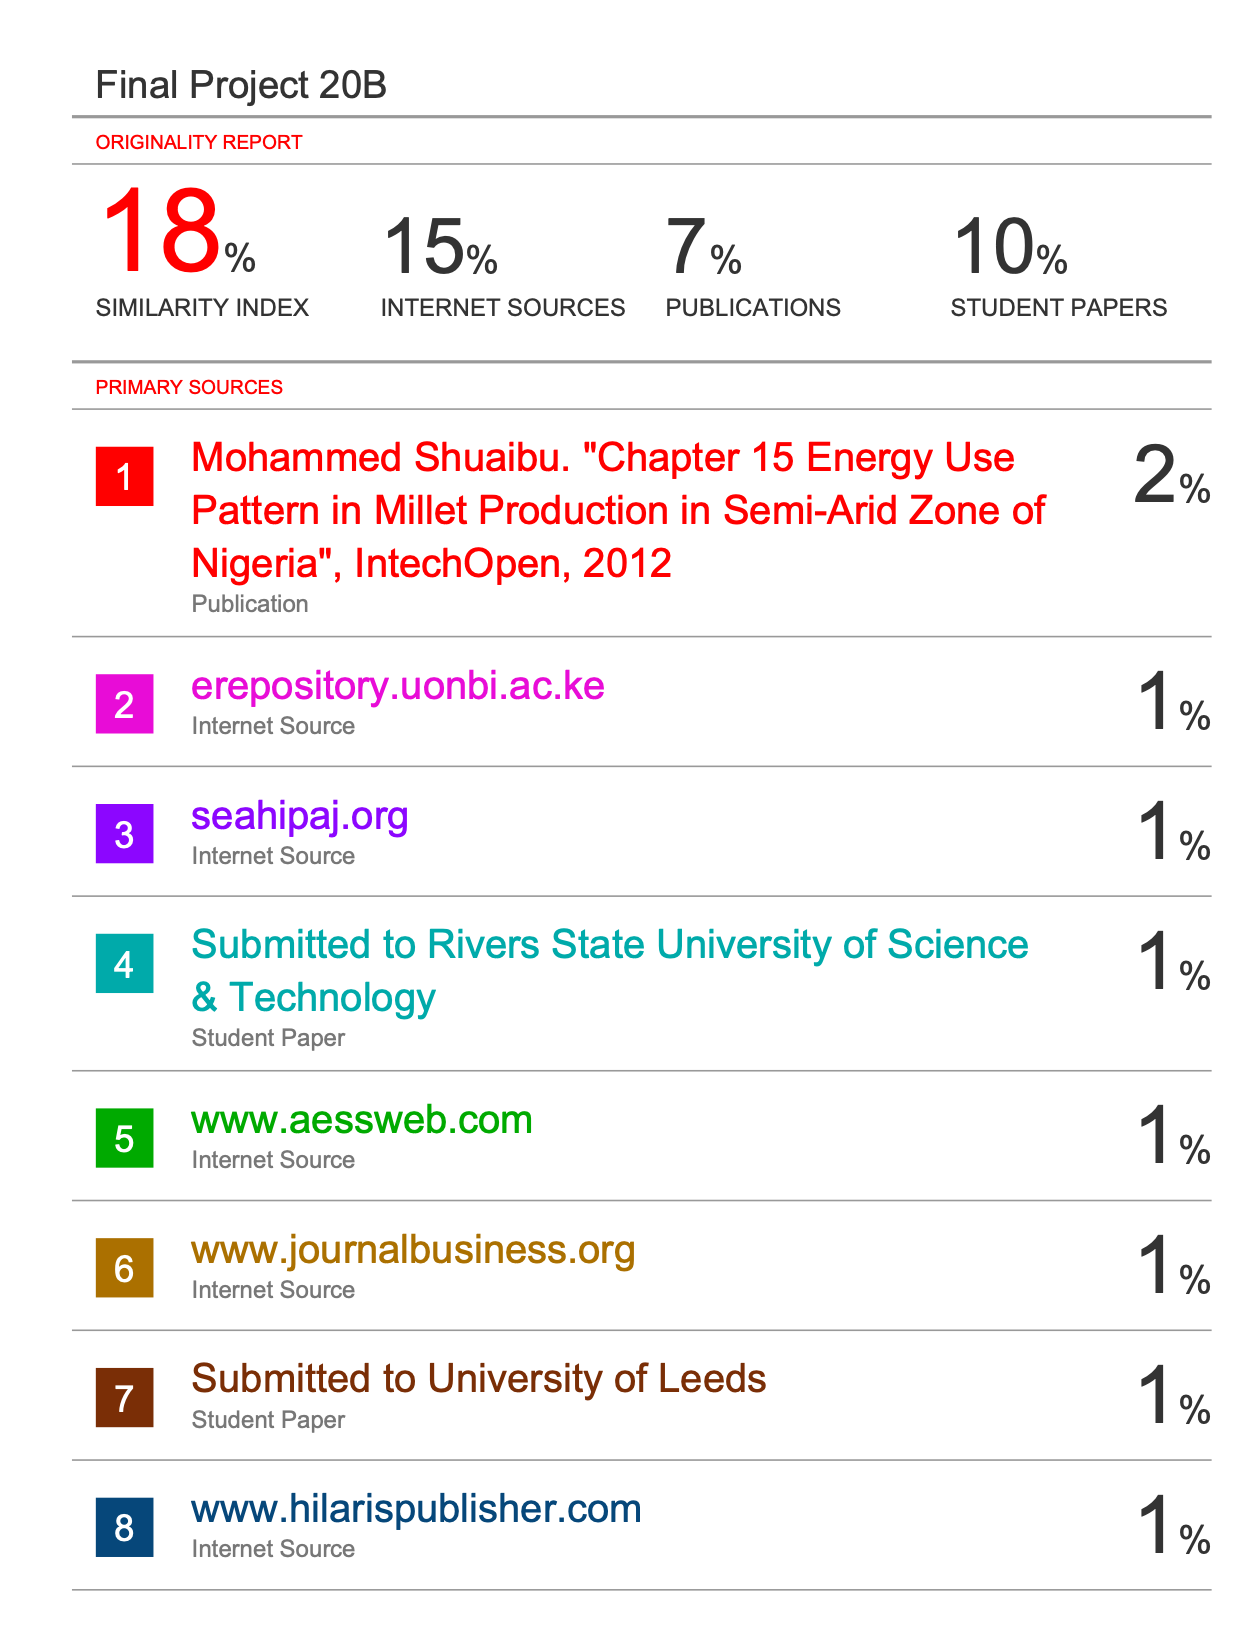 Final Project 20B
ORIGINALITY REPORT
18%
SIMILARITY INDEX
15%
INTERNET SOURCES
7%
PUBLICATIONS
10%
STUDENT PAPERS
PRIMARY SOURCES
1
Mohammed Shuaibu. "Chapter 15 Energy Use
Pattern in Millet Production in Semi-Arid Zone of
Nigeria", IntechOpen, 2012
Publication
2%
2
erepository.uonbi.ac.ke
Internet Source
1%
3
seahipaj.org
Internet Source
1%
4
Submitted to Rivers State University of Science
& Technology
Student Paper
1%
5
www.aessweb.com
Internet Source
1%
6
www.journalbusiness.org
Internet Source
1%
7
Submitted to University of Leeds
Student Paper
1%
8
www.hilarispublisher.com
Internet Source
1%